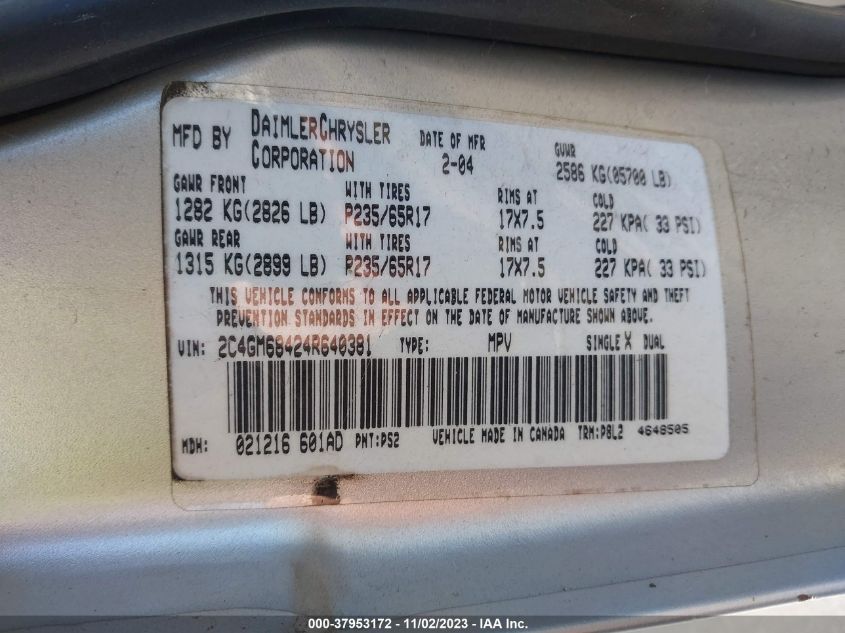 MFD BY DAIMLERCHRYSLER CORPORATION DATE OF MFR 2-04 GVWR 2586 KG(05700 LB)
GAWR FRONT WITH TIRES RIMS AT COLD
1282 KG(2826 LB) P235/65R17 17X7.5 227 KPA( 33 PSI)
GAWR REAR WITH TIRES RIMS AT COLD
1315 KG(2899 LB) P235/65R17 17X7.5 227 KPA( 33 PSI)
THIS VEHICLE CONFORMS TO ALL APPLICABLE FEDERAL MOTOR VEHICLE SAFETY AND THEFT
PREVENTION STANDARDS IN EFFECT ON THE DATE OF MANUFACTURE SHOWN ABOVE.
VIN: 2C4GM68424R640381 TYPE: MPV SINGLE X DUAL
MDH: 021216 601AD PNT:PS2 VEHICLE MADE IN CANADA TRM:P8L2 4648505
000-37953172 - 11/02/2023 - IAA Inc.